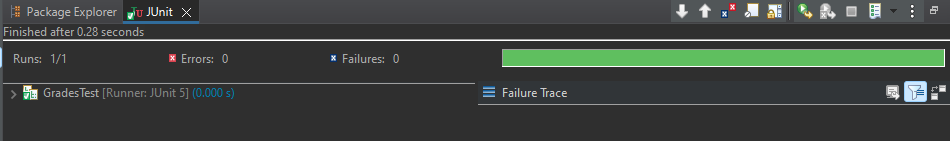 Package Explorer JUnit
Finished after 0.28 seconds
Runs: 1/1 Errors: 0 Failures: 0
GradesTest [Runner: JUnit 5] (0.000 s) Failure Trace